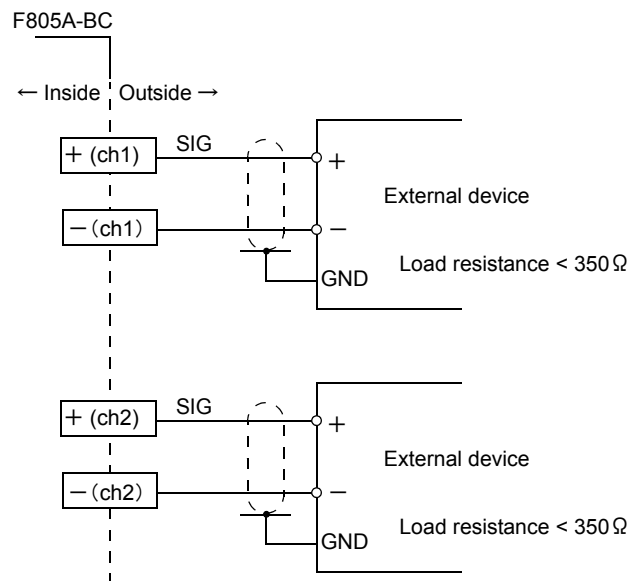 F805A-BC
← Inside Outside →
+ (ch1) SIG +
External device
－(ch1) －
Load resistance < 350Ω
GND
+ (ch2) SIG +
External device
－(ch2) －
Load resistance < 350Ω
GND